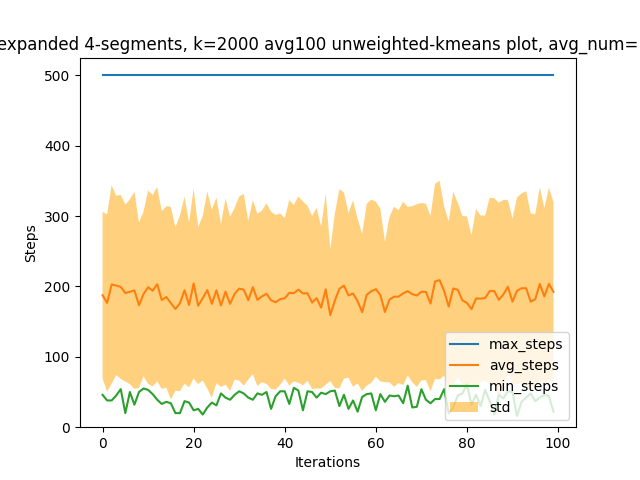 expanded 4-segments, k=2000 avg100 unweighted-kmeans plot, avg_num=
500
400
300
200
100
0
Steps
0 20 40 60 80 100
Iterations
max_steps
avg_steps
min_steps
std